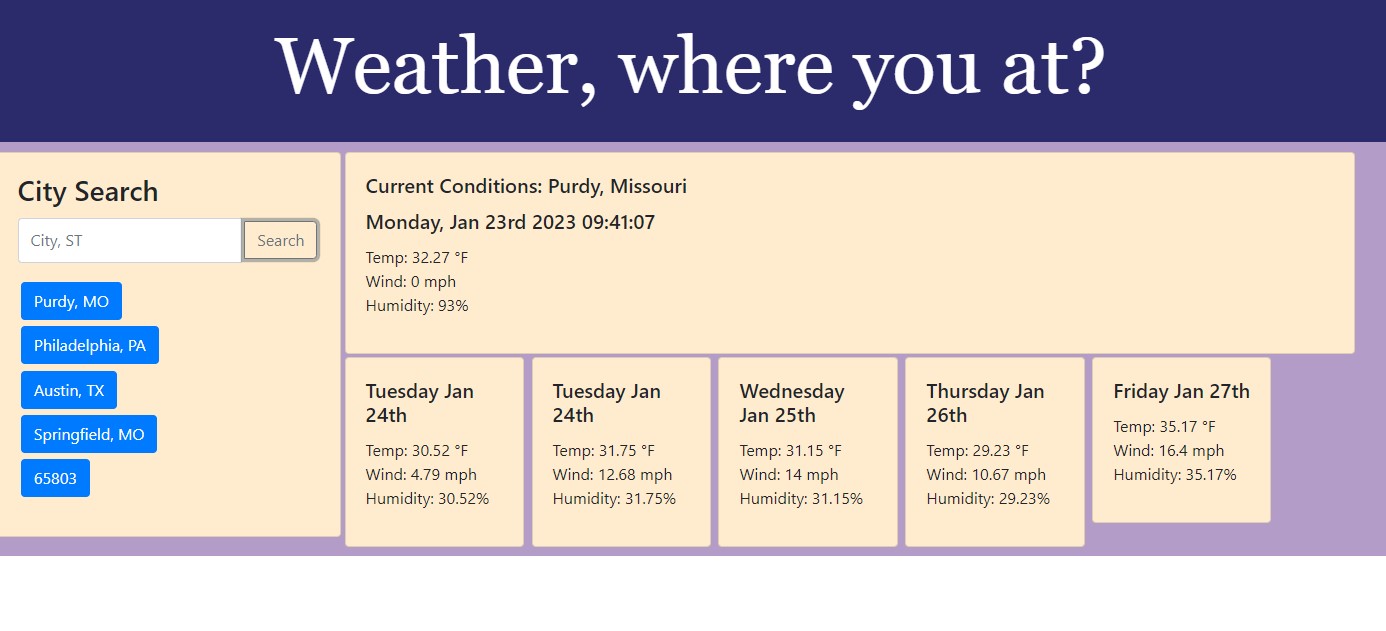 Weather, where you at?
City Search
City, ST
Search
Purdy, MO
Philadelphia, PA
Austin, TX
Springfield, MO
65803
Current Conditions: Purdy, Missouri
Monday, Jan 23rd 2023 09:41:07
Temp: 32.27 °F
Wind: 0 mph
Humidity: 93%
Tuesday Jan
24th
Temp: 30.52 °F
Wind: 4.79 mph
Humidity: 30.52%
Tuesday Jan
24th
Temp: 31.75 °F
Wind: 12.68 mph
Humidity: 31.75%
Wednesday
Jan 25th
Temp: 31.15 °F
Wind: 14 mph
Humidity: 31.15%
Thursday Jan
26th
Temp: 29.23 °F
Wind: 10.67 mph
Humidity: 29.23%
Friday Jan 27th
Temp: 35.17 °F
Wind: 16.4 mph
Humidity: 35.17%